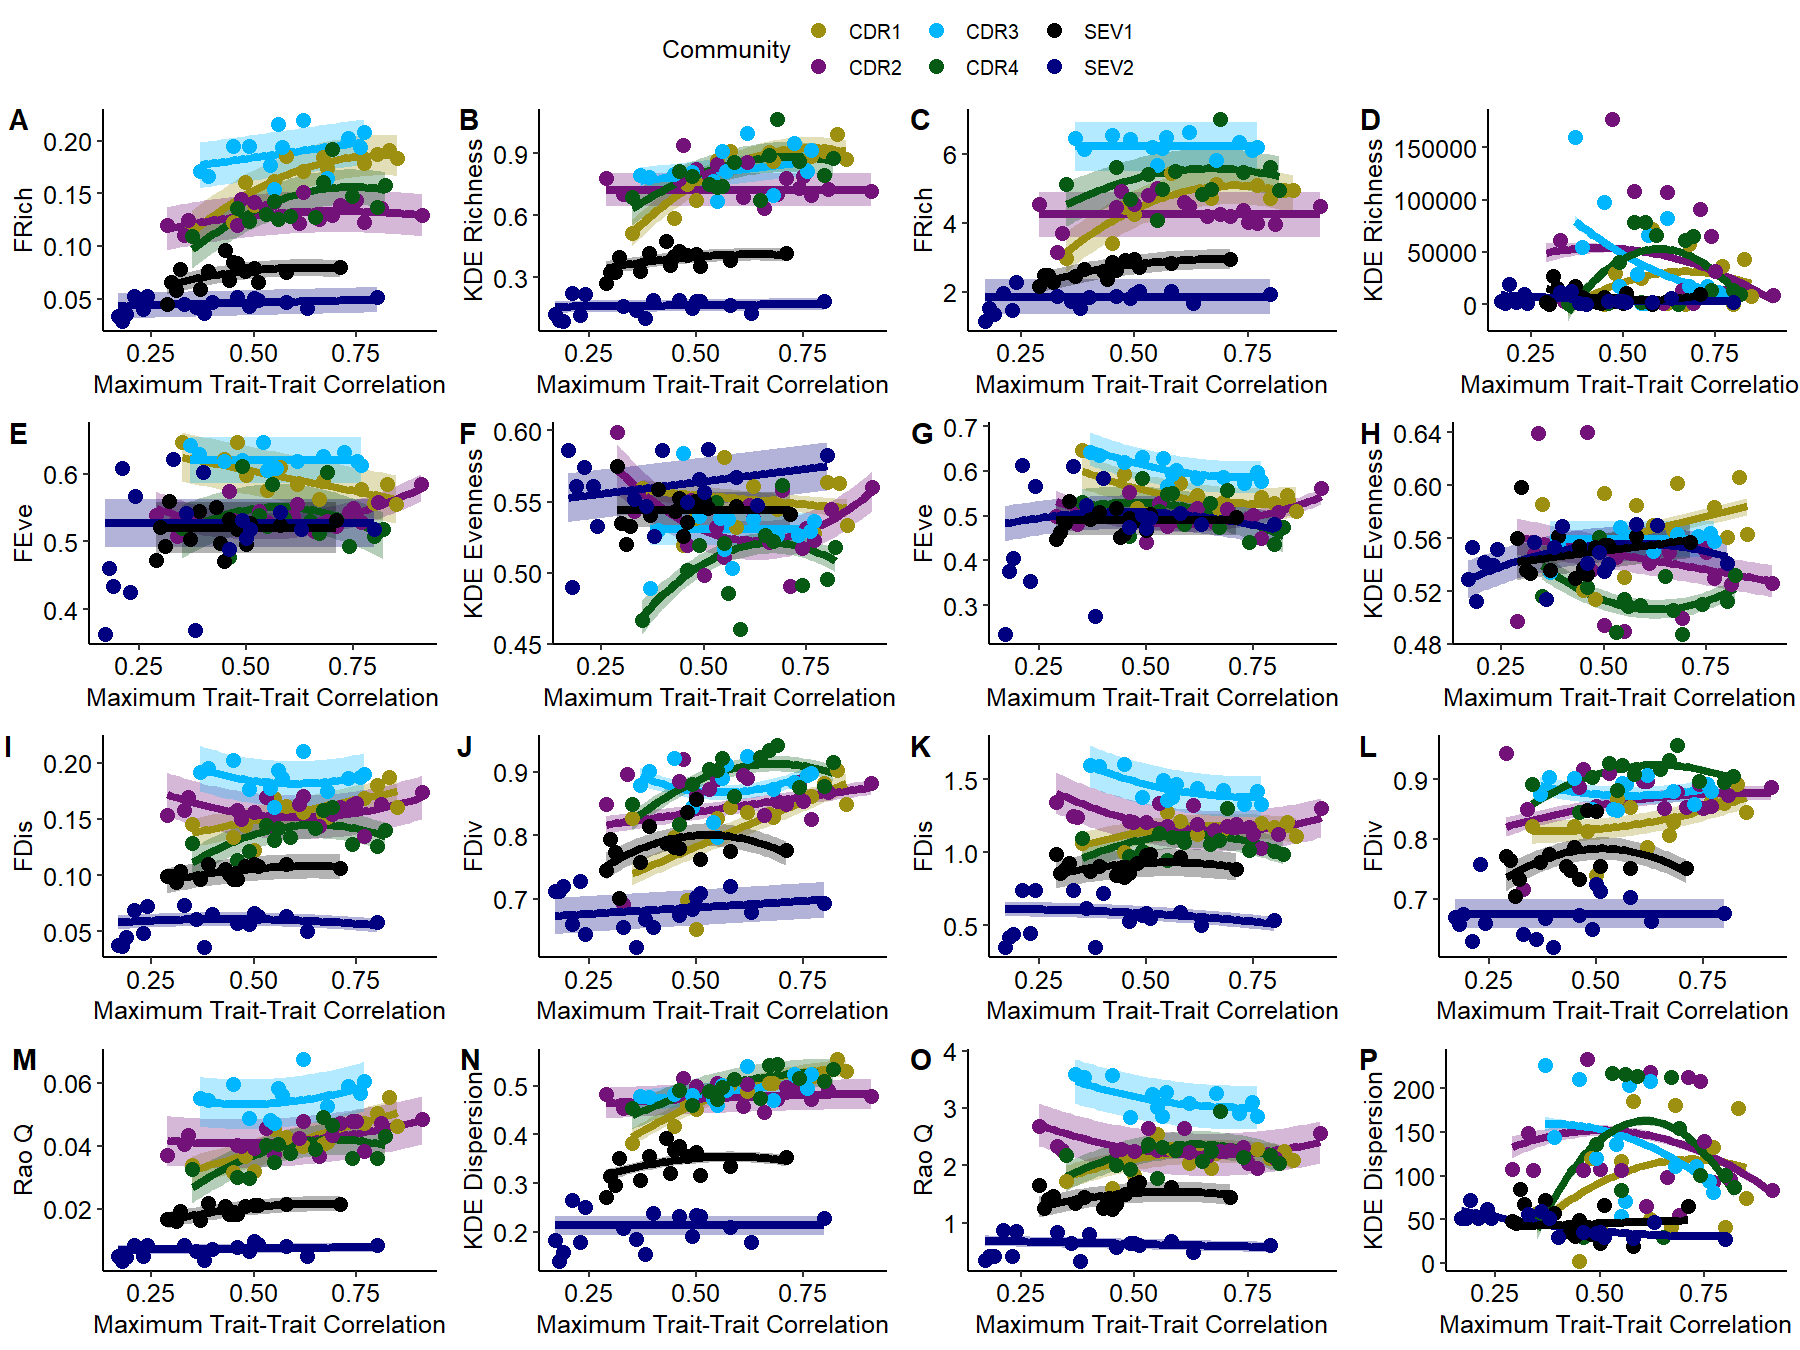 Community
CDR1 CDR3 SEV1
CDR2 CDR4 SEV2
A
FRich
0.20
0.15
0.10
0.05
0.25 0.50 0.75
Maximum Trait-Trait Correlation
B
KDE Richness
0.9
0.6
0.3
0.25 0.50 0.75
Maximum Trait-Trait Correlation
C
FRich
6
4
2
0.25 0.50 0.75
Maximum Trait-Trait Correlation
D
KDE Richness
150000
100000
50000
0
0.25 0.50 0.75
Maximum Trait-Trait Correlatio
E
FEve
0.6
0.5
0.4
0.25 0.50 0.75
Maximum Trait-Trait Correlation
F
KDE Evenness
0.60
0.55
0.50
0.45
0.25 0.50 0.75
Maximum Trait-Trait Correlation
G
FEve
0.7
0.6
0.5
0.4
0.3
0.25 0.50 0.75
Maximum Trait-Trait Correlation
H
KDE Evenness
0.64
0.60
0.56
0.52
0.48
0.25 0.50 0.75
Maximum Trait-Trait Correlation
I
FDis
0.20
0.15
0.10
0.05
0.25 0.50 0.75
Maximum Trait-Trait Correlation
J
FDiv
0.9
0.8
0.7
0.25 0.50 0.75
Maximum Trait-Trait Correlation
K
FDis
1.5
1.0
0.5
0.25 0.50 0.75
Maximum Trait-Trait Correlation
L
FDiv
0.9
0.8
0.7
0.25 0.50 0.75
Maximum Trait-Trait Correlation
M
Rao Q
0.06
0.04
0.02
0.25 0.50 0.75
Maximum Trait-Trait Correlation
N
KDE Dispersion
0.5
0.4
0.3
0.2
0.25 0.50 0.75
Maximum Trait-Trait Correlation
O
Rao Q
4
3
2
1
0.25 0.50 0.75
Maximum Trait-Trait Correlation
P
KDE Dispersion
200
150
100
50
0
0.25 0.50 0.75
Maximum Trait-Trait Correlation